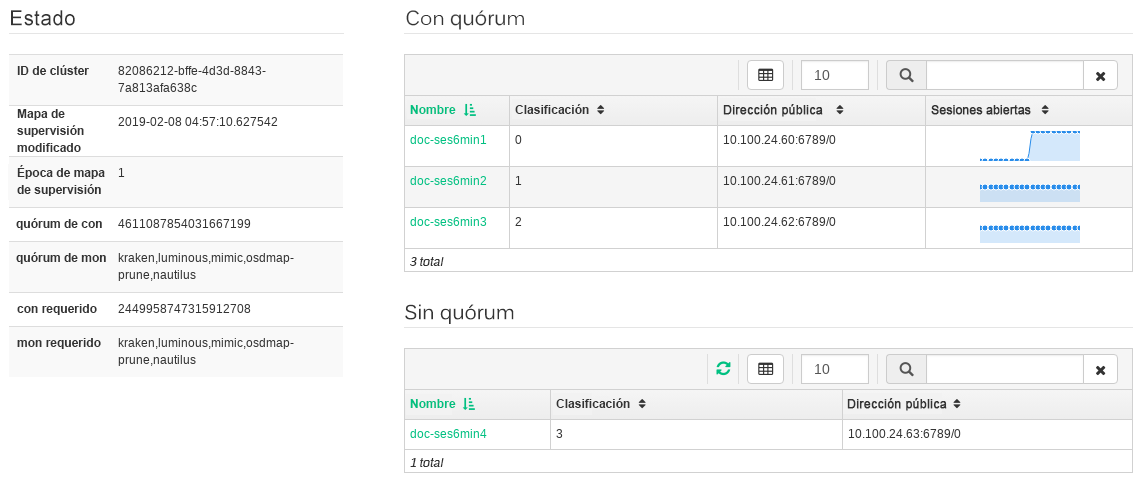 Estado
ID de clúster 82086212-bffe-4d3d-8843-
7a813afa638c
Mapa de
supervisión
modificado
2019-02-08 04:57:10.627542
Época de mapa
de supervisión
1
quórum de con 4611087854031667199
quórum de mon kraken,luminous,mimic,osdmap-
prune,nautilus
con requerido 2449958747315912708
mon requerido kraken,luminous,mimic,osdmap-
prune,nautilus
Con quórum
10
Nombre Clasificación Dirección pública Sesiones abiertas
doc-ses6min1 0 10.100.24.60:6789/0
doc-ses6min2 1 10.100.24.61:6789/0
doc-ses6min3 2 10.100.24.62:6789/0
3 total
Sin quórum
10
Nombre Clasificación Dirección pública
doc-ses6min4 3 10.100.24.63:6789/0
1 total